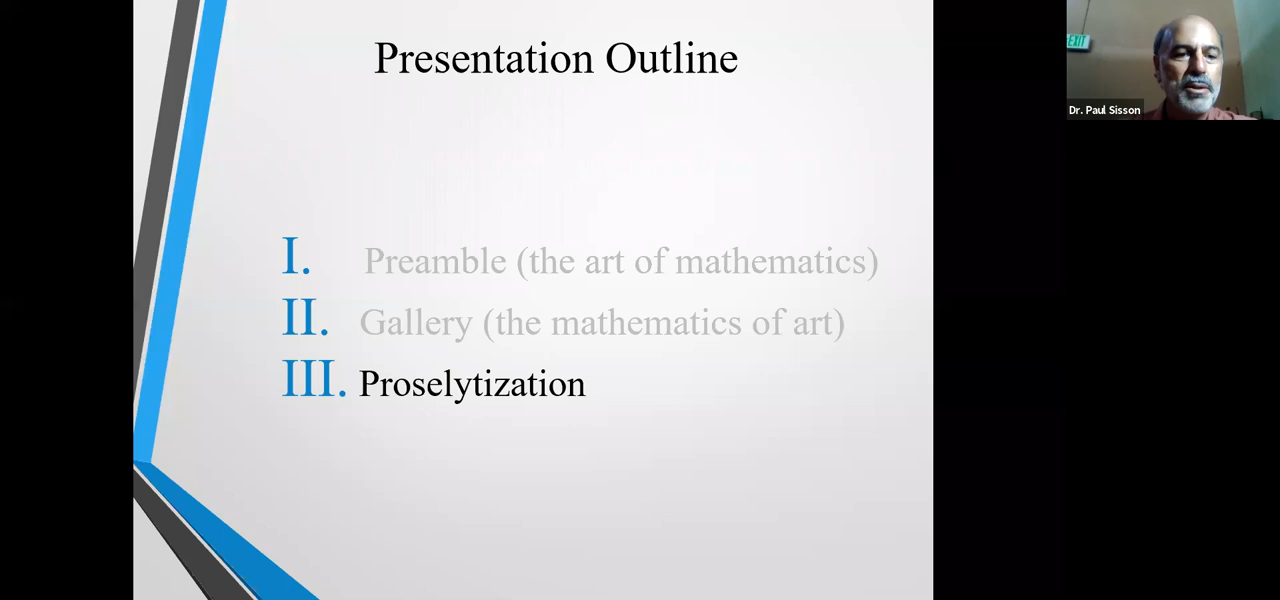 Presentation Outline
EXIT
Dr. Paul Sisson
I. Preamble (the art of mathematics)
II. Gallery (the mathematics of art)
III. Proselytization